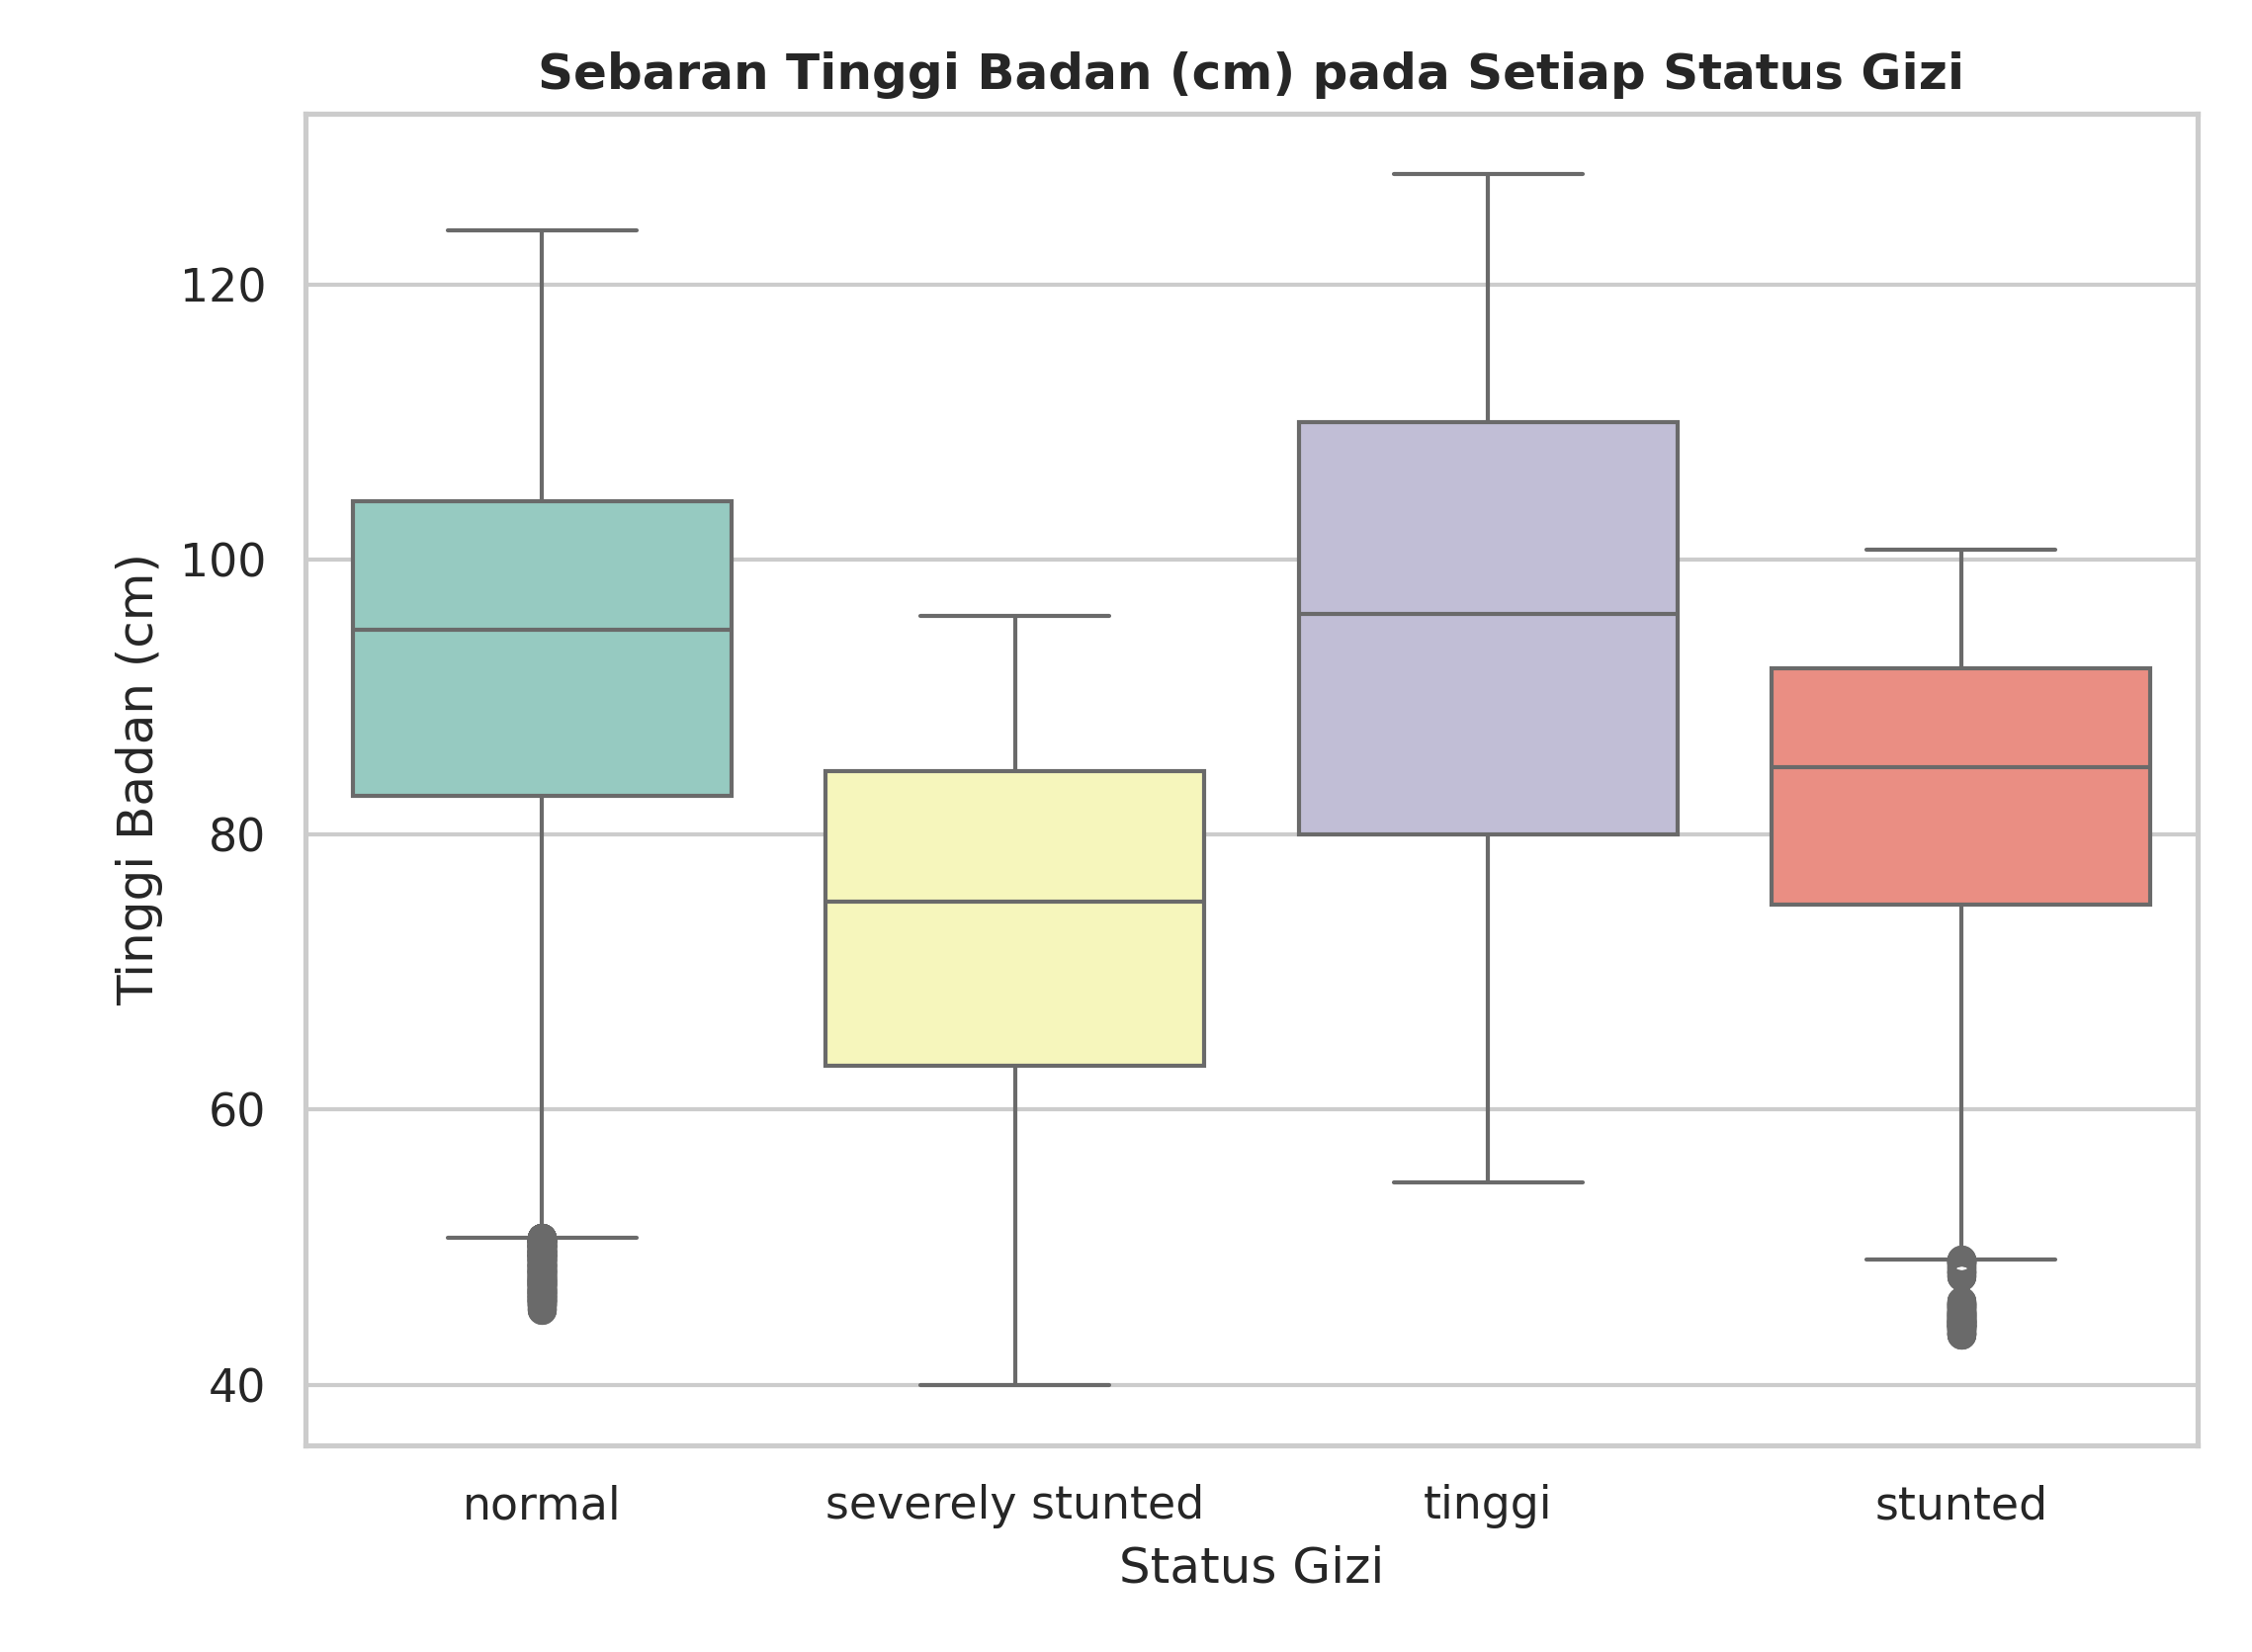 Sebaran Tinggi Badan (cm) pada Setiap Status Gizi
Tinggi Badan (cm)
120
100
80
60
40
normal
severely stunted
tinggi
stunted
Status Gizi